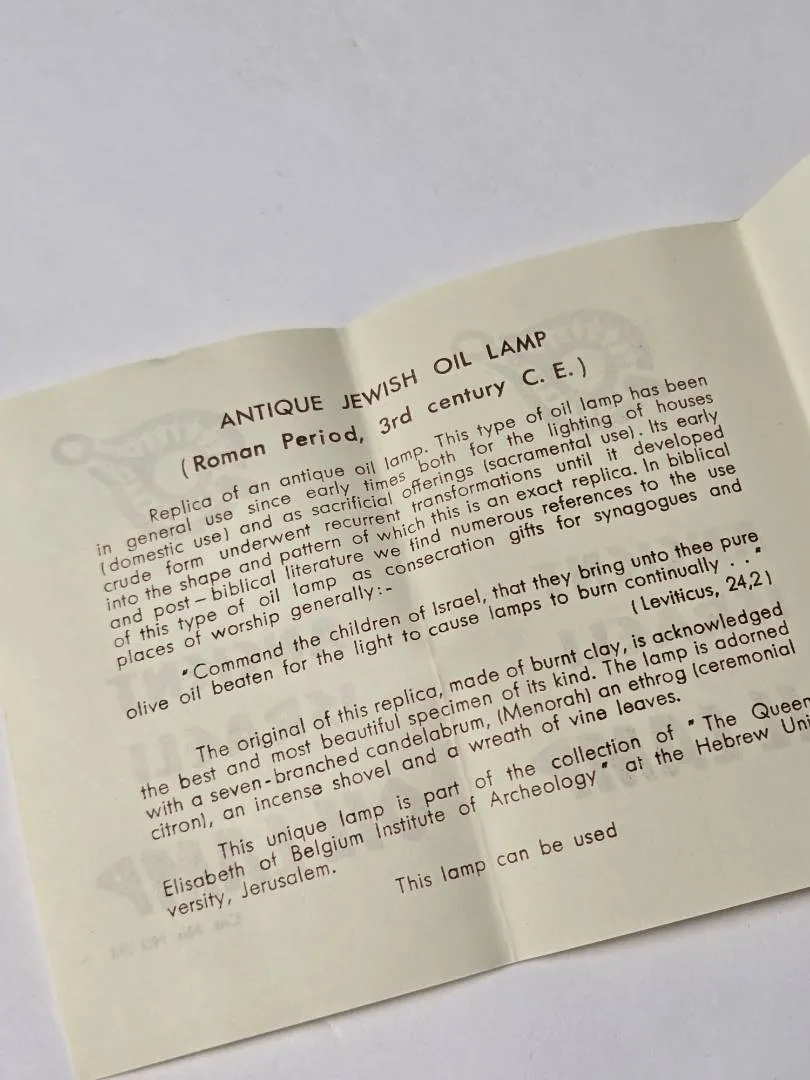 ANTIQUE JEWISH OIL LAMP
(Roman Period, 3rd century C. E.)
Replica of an antique oil lamp. This type of oil lamp has been
in general use since early times both for the lighting of houses
(domestic use) and as sacrificial offerings (sacramental use). Its early
crude form underwent recurrent transformations until it developed
into the shape and pattern of which this is an exact replica. In biblical
and post – biblical literature we find numerous references to the use
of this type of oil lamp as consecration gifts for synagogues and
places of worship generally:-
"Command the children of Israel, that they bring unto thee pure
olive oil beaten for the light to cause lamps to burn continually . . "
(Leviticus, 24,2)
The original of this replica, made of burnt clay, is acknowledged
the best and most beautiful specimen of its kind. The lamp is adorned
with a seven-branched candelabrum, (Menorah) an ethrog (ceremonial
citron), an incense shovel and a wreath of vine leaves.
This unique lamp is part of the collection of "The Queen
Elisabeth of Belgium Institute of Archeology" at the Hebrew Uni
versity, Jerusalem.
This lamp can be used